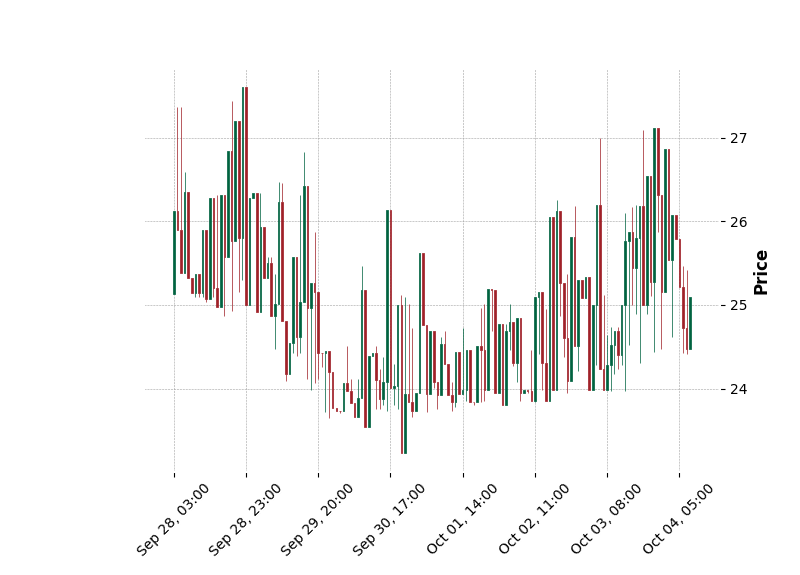 27
26
25
24
Price
Sep 28, 03:00
Sep 28, 23:00
Sep 29, 20:00
Sep 30, 17:00
Oct 01, 14:00
Oct 02, 11:00
Oct 03, 08:00
Oct 04, 05:00